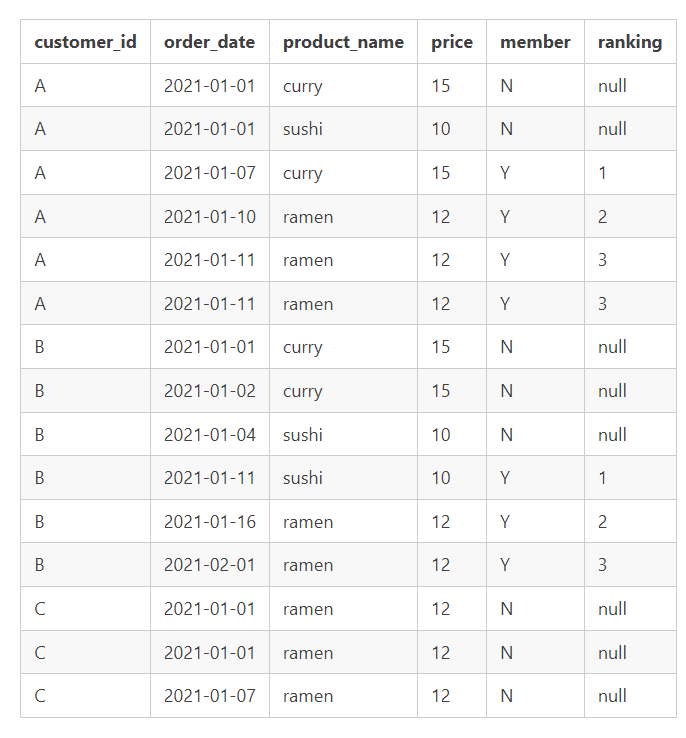 customer_id order_date product_name price member ranking
A 2021-01-01 curry 15 N null
A 2021-01-01 sushi 10 N null
A 2021-01-07 curry 15 Y 1
A 2021-01-10 ramen 12 Y 2
A 2021-01-11 ramen 12 Y 3
A 2021-01-11 ramen 12 Y 3
B 2021-01-01 curry 15 N null
B 2021-01-02 curry 15 N null
B 2021-01-04 sushi 10 N null
B 2021-01-11 sushi 10 Y 1
B 2021-01-16 ramen 12 Y 2
B 2021-02-01 ramen 12 Y 3
C 2021-01-01 ramen 12 N null
C 2021-01-01 ramen 12 N null
C 2021-01-07 ramen 12 N null